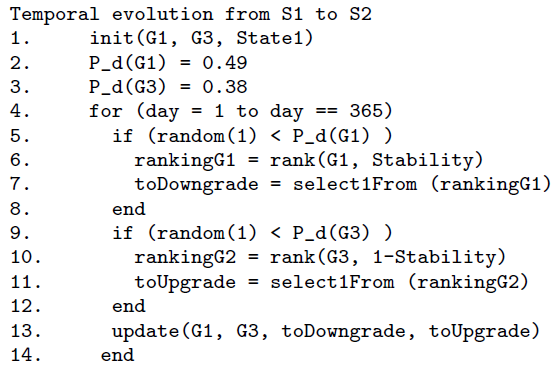 Temporal evolution from S1 to S2
1. init(G1, G3, State1)
2. P_d(G1) = 0.49
3. P_d(G3) = 0.38
4. for (day = 1 to day == 365)
5. if (random(1) < P_d(G1) )
6. rankingG1 = rank(G1, Stability)
7. toDowngrade = select1From (rankingG1)
8. end
9. if (random(1) < P_d(G3) )
10. rankingG2 = rank(G3, 1-Stability)
11. toUpgrade = select1From (rankingG2)
12. end
13. update(G1, G3, toDowngrade, toUpgrade)
14. end